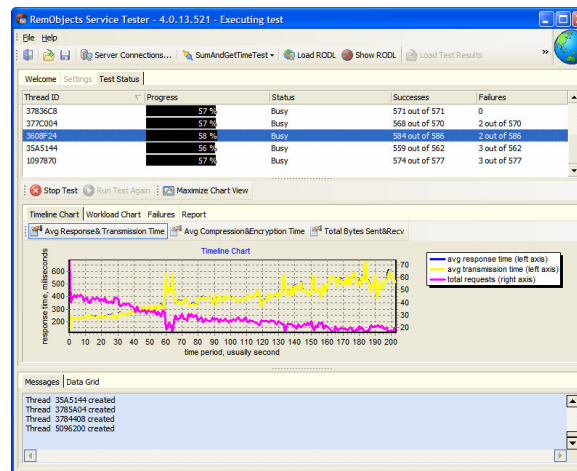 RemObjects Service Tester - 4.0.13.521 - Executing test
File Help
Server Connections... SumAndGetTimeTest Load RODL Show RODL Load Test Results »
Welcome Settings Test Status
Thread ID Progress Status Successes Failures
37836C8 57 % Busy 571 out of 571 0
377C004 57 % Busy 568 out of 570 2 out of 570
3608F24 58 % Busy 584 out of 586 2 out of 586
35A5144 56 % Busy 559 out of 562 3 out of 562
1097870 57 % Busy 574 out of 577 3 out of 577
Stop Test Run Test Again Maximize Chart View
Timeline Chart Workload Chart Failures Report
Avg Response& Transmission Time Avg Compression&Encryption Time Total Bytes Sent&Recv
Timeline Chart
response time, miliseconds
600
400
200
70
60
50
40
30
20
0 10 20 30 40 50 60 70 80 90 100 110 120 130 140 150 160 170 180 190 200
time period, usually second
avg response time (left axis)
avg transmission time (left axis)
total requests (right axis)
Messages Data Grid
Thread 35A5144 created
Thread 3785A04 created
Thread 3784408 created
Thread 5096200 created